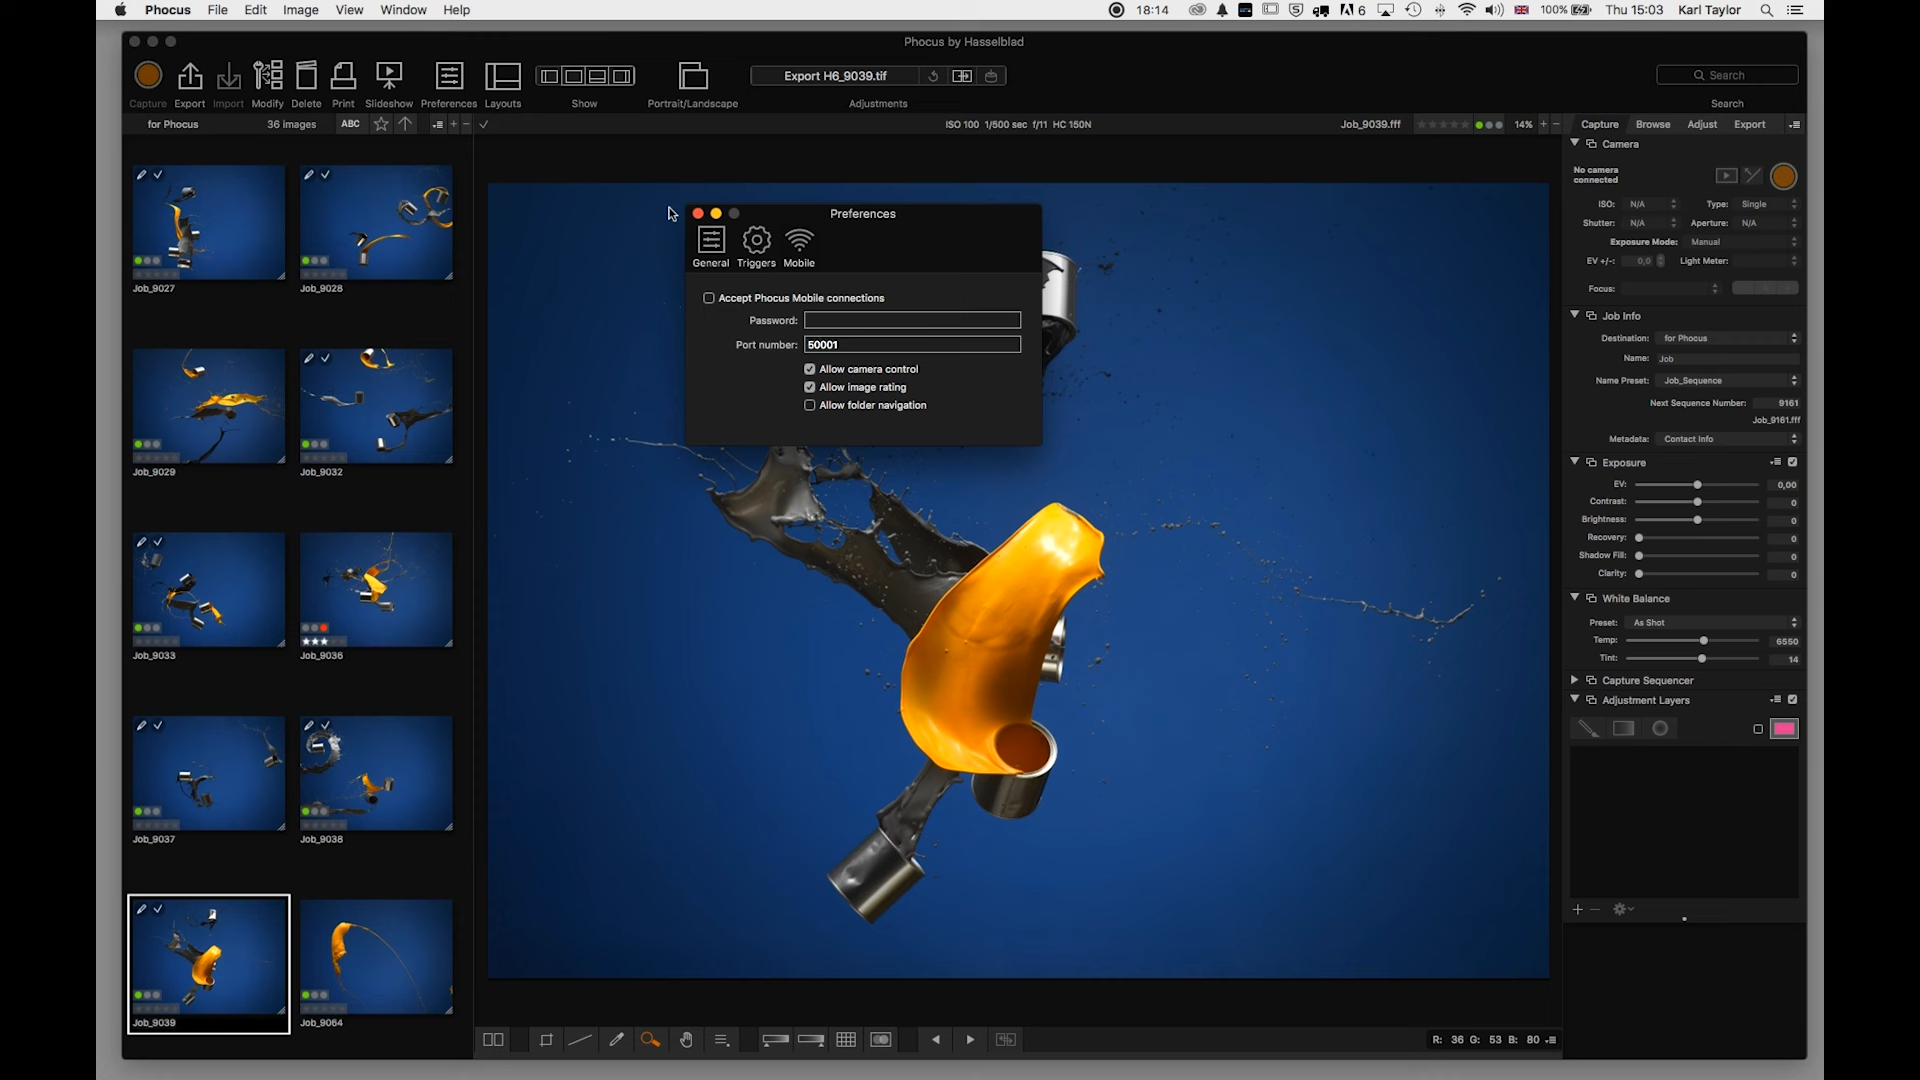 Phocus File Edit Image View Window Help
18:14 6 100% Thu 15:03 Karl Taylor
Phocus by Hasselblad
Export H6_9039.tif
Search
Capture Export Import Modify Delete Print Slideshow Preferences Layouts Show Portrait/Landscape Adjustments Search
for Phocus 36 images ABC
ISO 100 1/500 sec f/11 HC 150N
Job_9039.fff
14%
Capture Browse Adjust Export
Job_9027
Job_9028
Job_9029
Job_9032
Job_9033
Job_9036
Job_9037
Job_9038
Job_9039
Job_9064
Preferences
General Triggers Mobile
Accept Phocus Mobile connections
Password:
Port number: 50001
Allow camera control
Allow image rating
Allow folder navigation
Camera
No camera
connected
ISO: N/A Type: Single
Shutter: N/A Aperture: N/A
Exposure Mode: Manual
EV +/-: 0,0 Light Meter:
Focus:
Job Info
Destination: for Phocus
Name: Job
Name Preset: Job_Sequence
Next Sequence Number: 9161
Job_9161.fff
Metadata: Contact Info
Exposure
EV: 0,00
Contrast: 0
Brightness: 0
Recovery: 0
Shadow Fill: 0
Clarity: 0
White Balance
Preset: As Shot
Temp: 6550
Tint: 14
Capture Sequencer
Adjustment Layers
R: 36 G: 53 B: 80